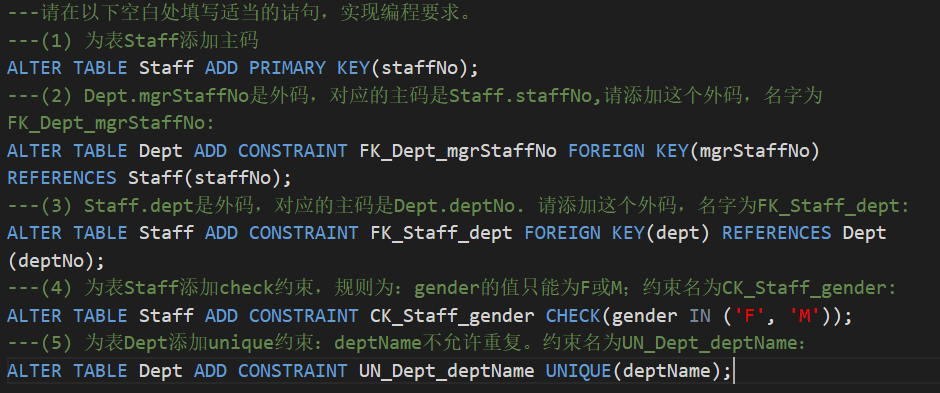 ---请在以下空白处填写适当的诘句，实现编程要求。
---(1) 为表Staff添加主码
ALTER TABLE Staff ADD PRIMARY KEY(staffNo);
---(2) Dept.mgrStaffNo是外码，对应的主码是Staff.staffNo,请添加这个外码，名字为
FK_Dept_mgrStaffNo:
ALTER TABLE Dept ADD CONSTRAINT FK_Dept_mgrStaffNo FOREIGN KEY(mgrStaffNo)
REFERENCES Staff(staffNo);
---(3) Staff.dept是外码，对应的主码是Dept.deptNo. 请添加这个外码，名字为FK_Staff_dept:
ALTER TABLE Staff ADD CONSTRAINT FK_Staff_dept FOREIGN KEY(dept) REFERENCES Dept
(deptNo);
---(4) 为表Staff添加check约束，规则为：gender的值只能为F或M；约束名为CK_Staff_gender:
ALTER TABLE Staff ADD CONSTRAINT CK_Staff_gender CHECK(gender IN ('F', 'M'));
---(5) 为表Dept添加unique约束：deptName不允许重复。约束名为UN_Dept_deptName：
ALTER TABLE Dept ADD CONSTRAINT UN_Dept_deptName UNIQUE(deptName);